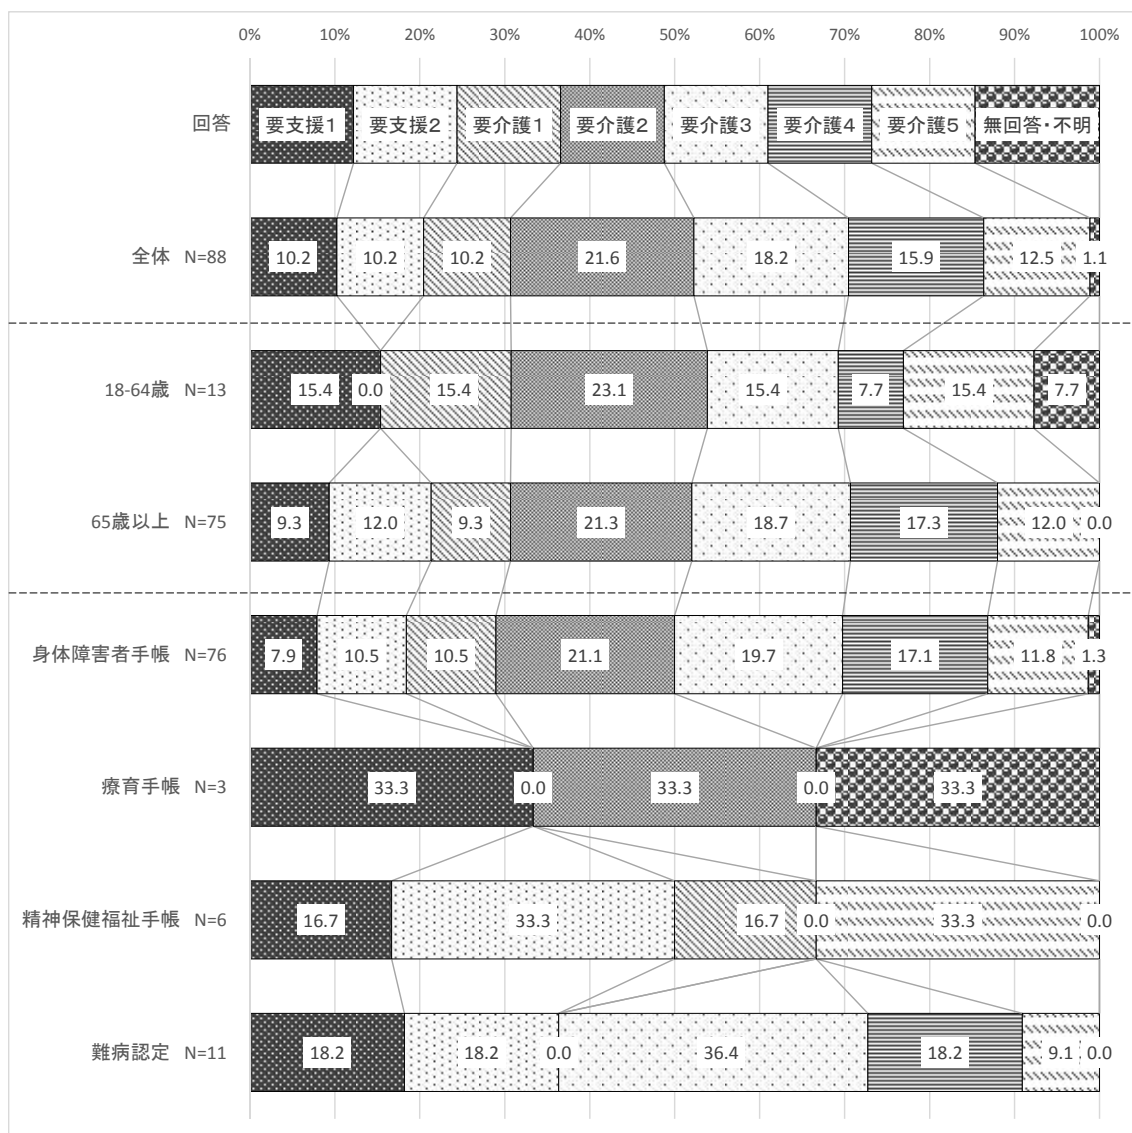 0% 10% 20% 30% 40% 50% 60% 70% 80% 90% 100%
回答 要支援1 要支援2 要介護1 要介護2 要介護3 要介護4 要介護5 無回答・不明
全体 N=88 10.2 10.2 10.2 21.6 18.2 15.9 12.5 1.1
18-64歳 N=13 15.4 0.0 15.4 23.1 15.4 7.7 15.4 7.7
65歳以上 N=75 9.3 12.0 9.3 21.3 18.7 17.3 12.0 0.0
身体障害者手帳 N=76 7.9 10.5 10.5 21.1 19.7 17.1 11.8 1.3
療育手帳 N=3 33.3 0.0 33.3 0.0 33.3
精神保健福祉手帳 N=6 16.7 33.3 16.7 0.0 33.3 0.0
難病認定 N=11 18.2 18.2 0.0 36.4 18.2 9.1 0.0